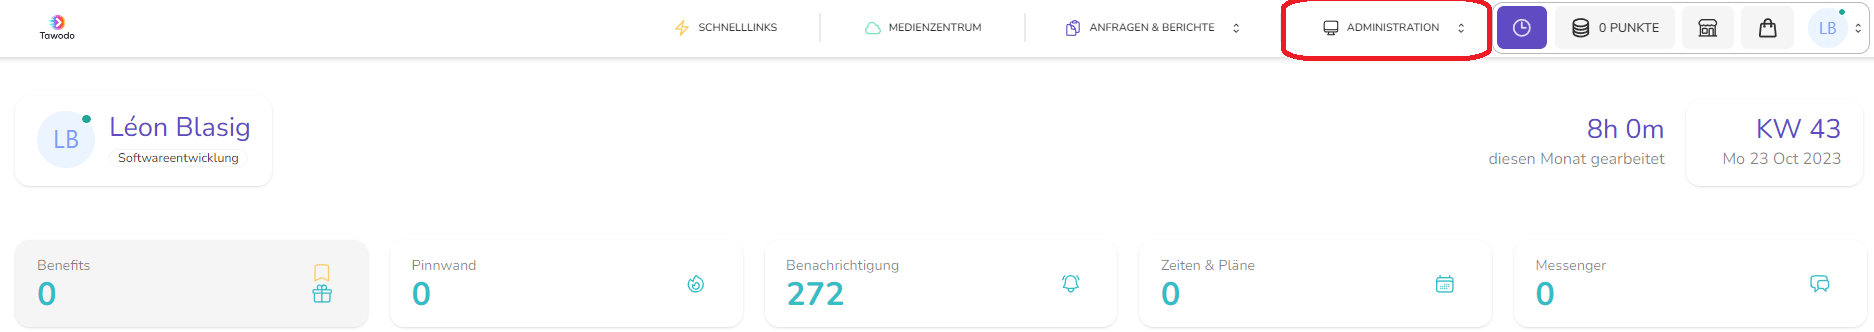 Tawodo
SCHNELLLINKS
MEDIENZENTRUM
ANFRAGEN & BERICHTE
ADMINISTRATION
0 PUNKTE
LB
LB
Léon Blasig
Softwareentwicklung
8h 0m
diesen Monat gearbeitet
KW 43
Mo 23 Oct 2023
Benefits
0
Pinnwand
0
Benachrichtigung
272
Zeiten & Pläne
0
Messenger
0